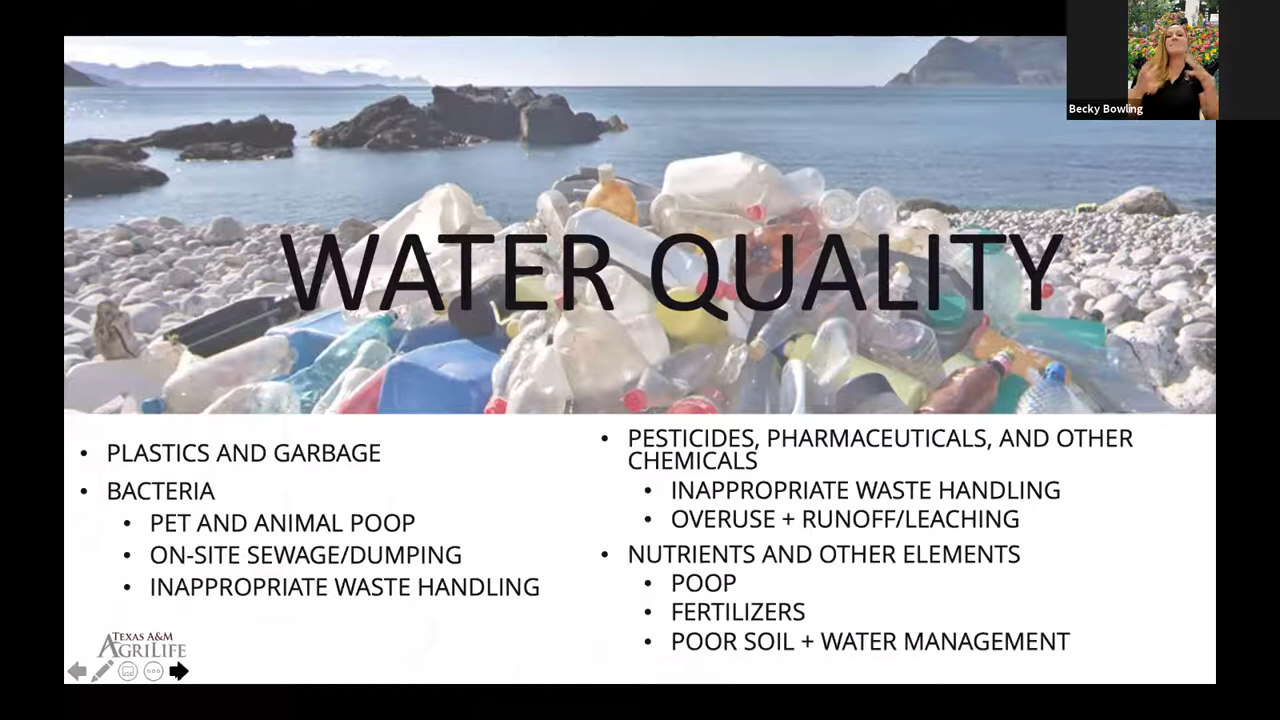 Becky Bowling
WATER QUALITY
• PLASTICS AND GARBAGE
• BACTERIA
• PET AND ANIMAL POOP
• ON-SITE SEWAGE/DUMPING
• INAPPROPRIATE WASTE HANDLING
• PESTICIDES, PHARMACEUTICALS, AND OTHER
CHEMICALS
• INAPPROPRIATE WASTE HANDLING
• OVERUSE + RUNOFF/LEACHING
• NUTRIENTS AND OTHER ELEMENTS
• POOP
• FERTILIZERS
• POOR SOIL + WATER MANAGEMENT
TEXAS A&M
AGRILIFE